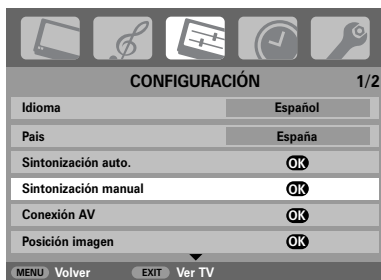 CONFIGURACIÓN 1/2
Idioma Español
Pais España
Sintonización auto. OK
Sintonización manual OK
Conexión AV OK
Posición imagen OK
MENU Volver EXIT Ver TV